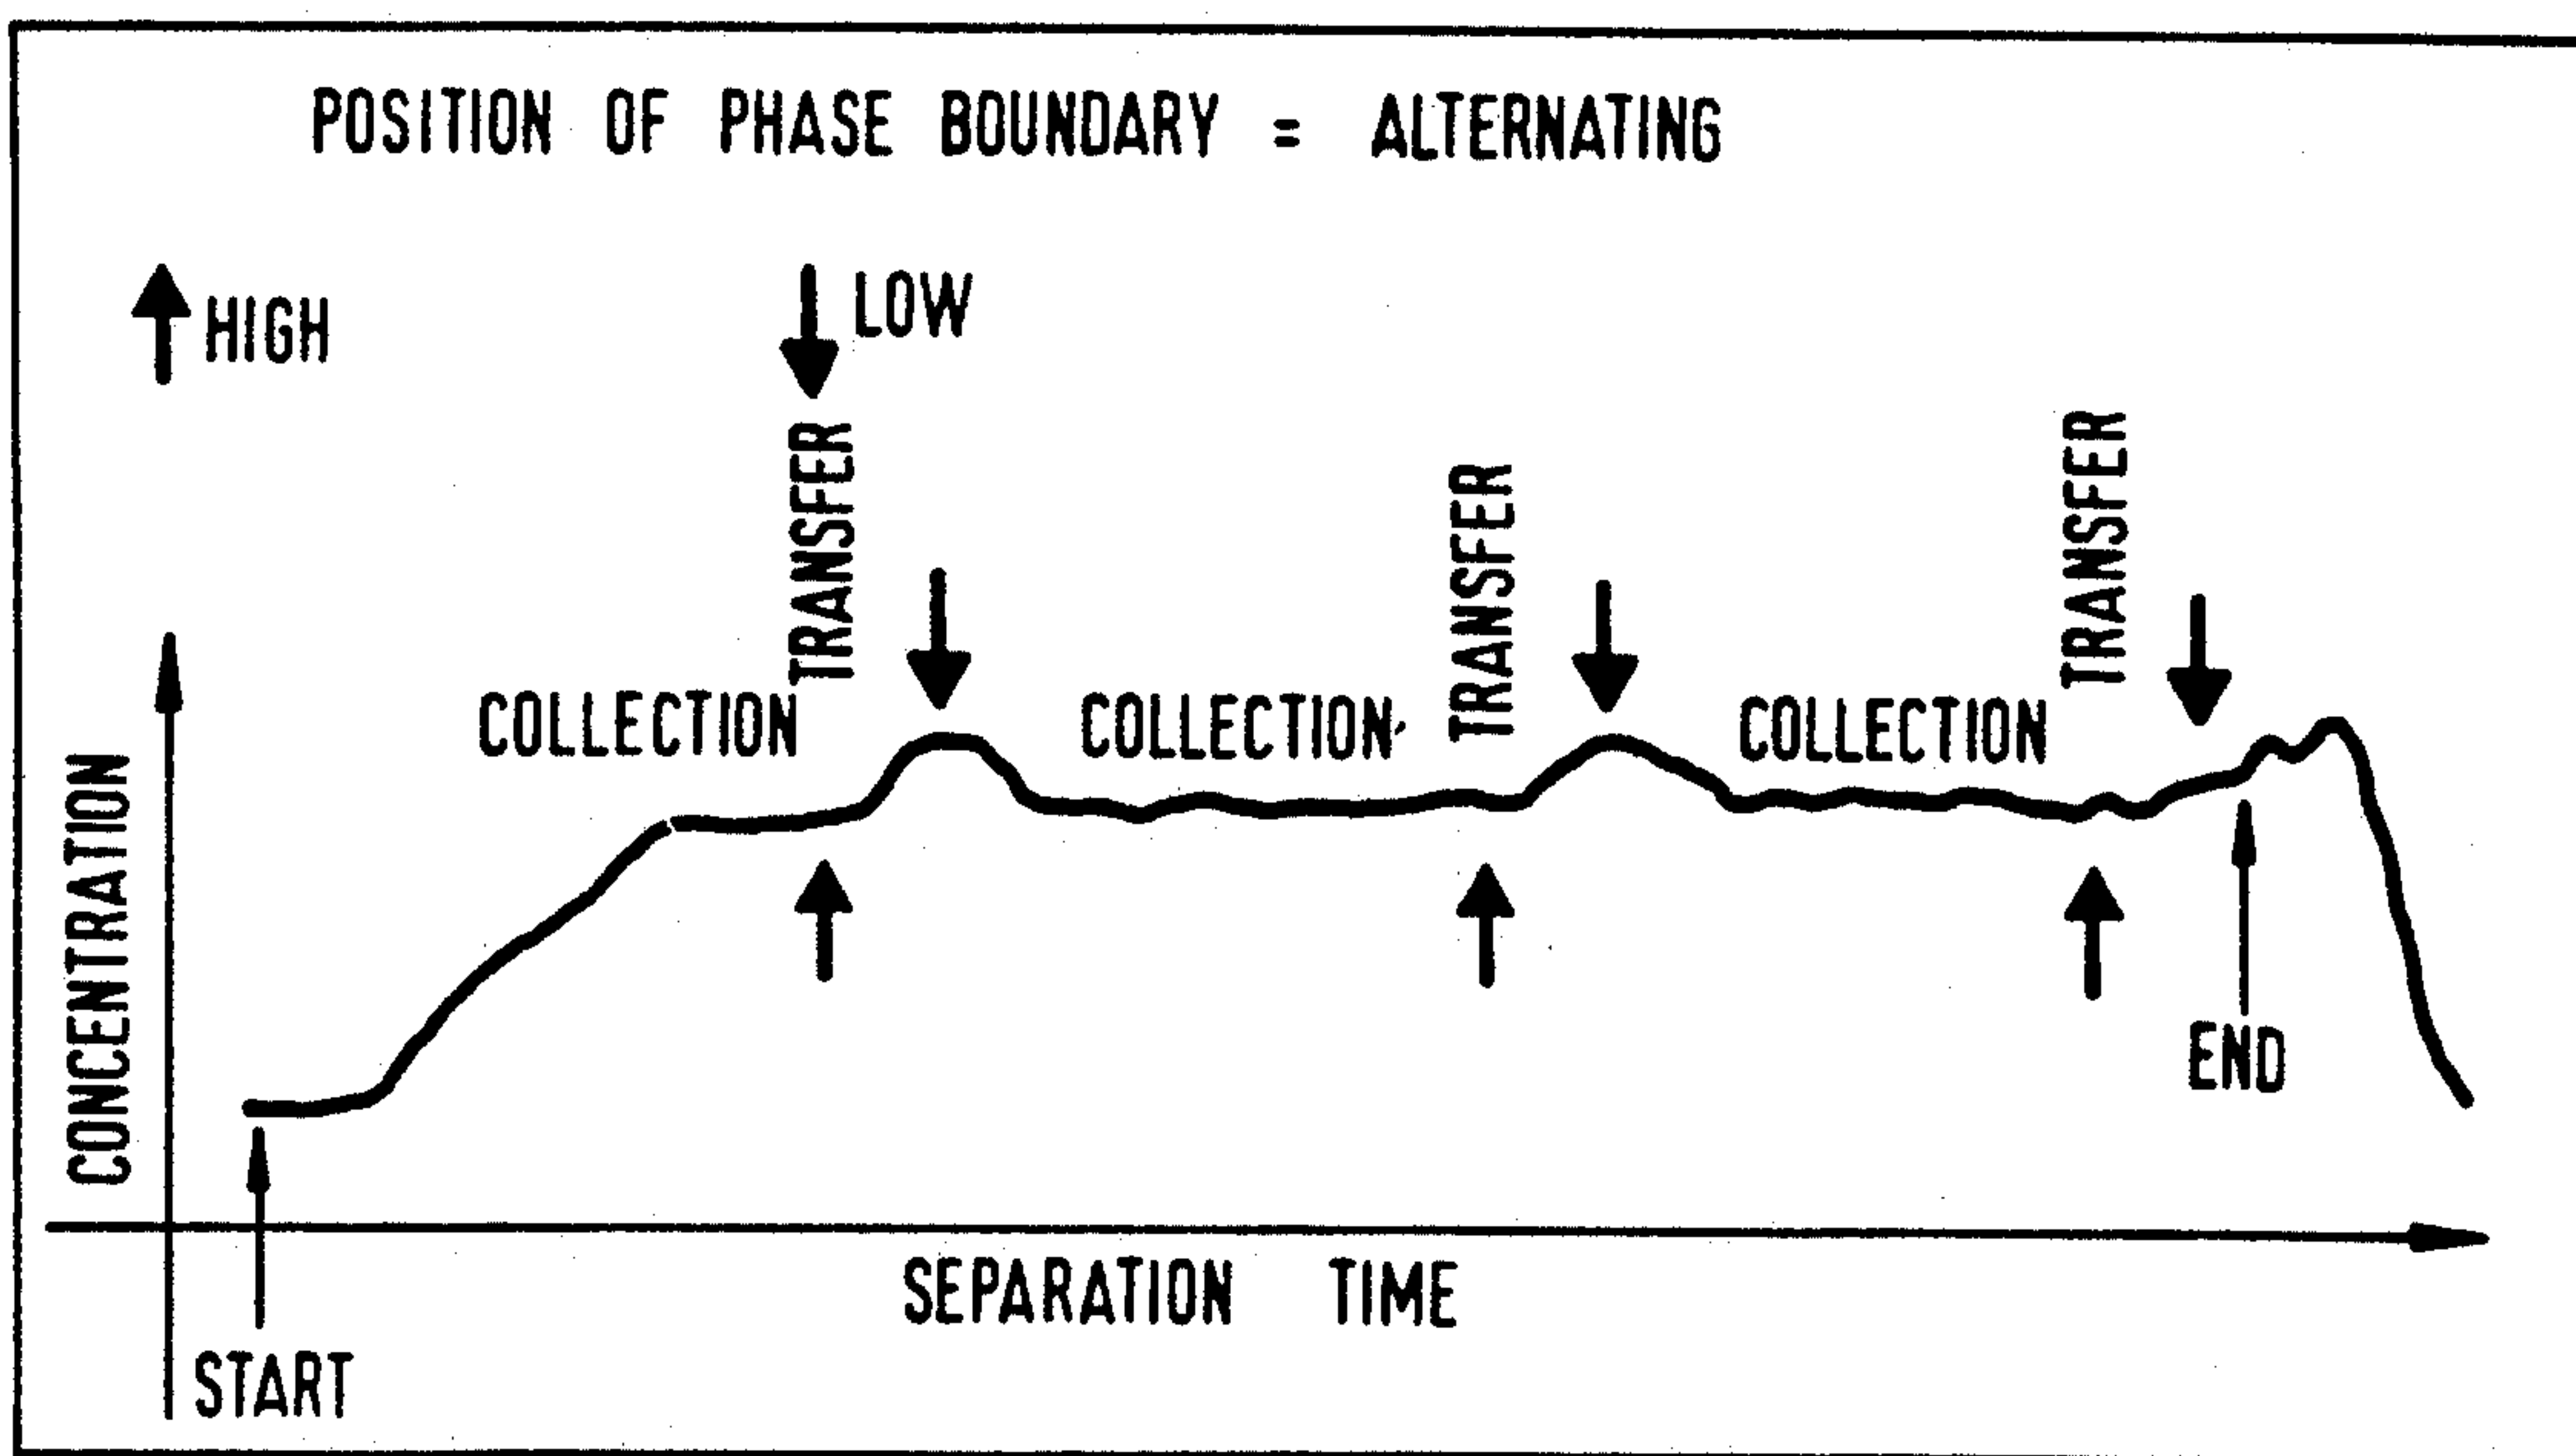 POSITION OF PHASE BOUNDARY = ALTERNATING
HIGH
LOW
TRANSFER
TRANSFER
TRANSFER
COLLECTION
COLLECTION
COLLECTION
CONCENTRATION
END
SEPARATION TIME
START